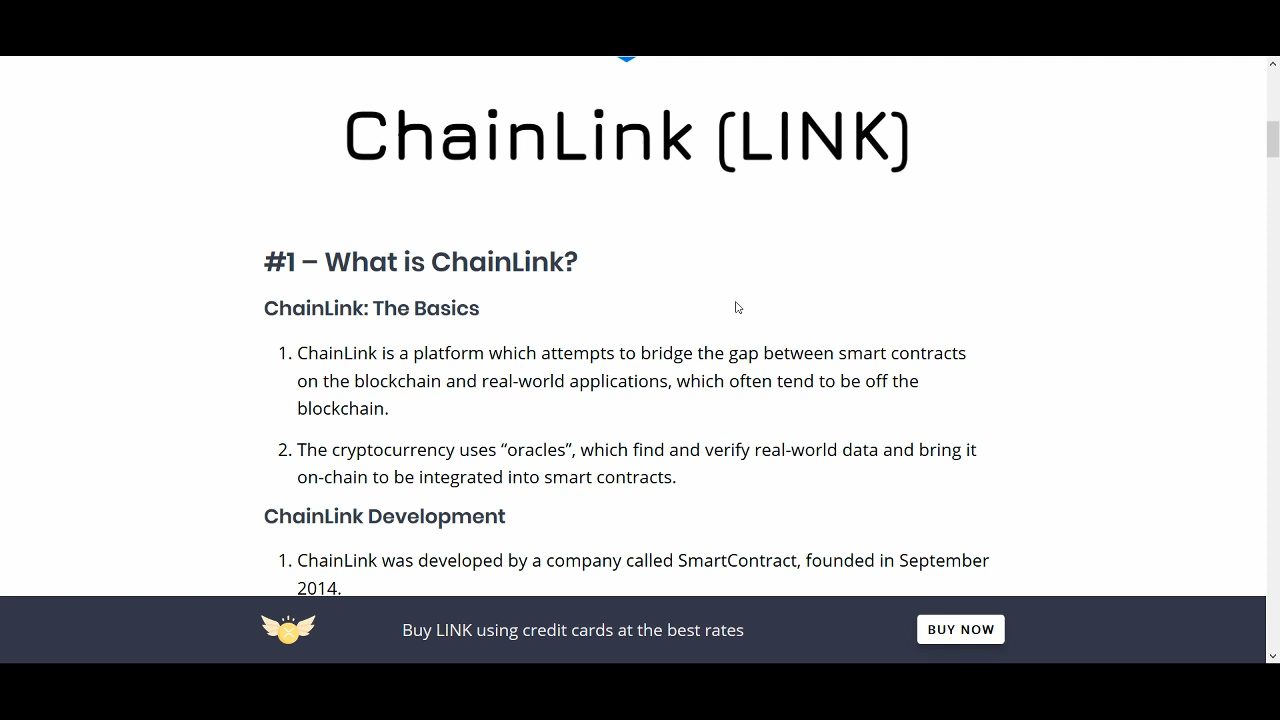 ChainLink (LINK)
#1 – What is ChainLink?
ChainLink: The Basics
1. ChainLink is a platform which attempts to bridge the gap between smart contracts
on the blockchain and real-world applications, which often tend to be off the
blockchain.
2. The cryptocurrency uses “oracles”, which find and verify real-world data and bring it
on-chain to be integrated into smart contracts.
ChainLink Development
1. ChainLink was developed by a company called SmartContract, founded in September
2014.
Buy LINK using credit cards at the best rates
BUY NOW